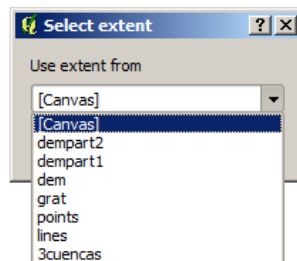 Select extent
Use extent from
[Canvas]
[Canvas]
dempart2
dempart1
dem
grat
points
lines
3cuencas